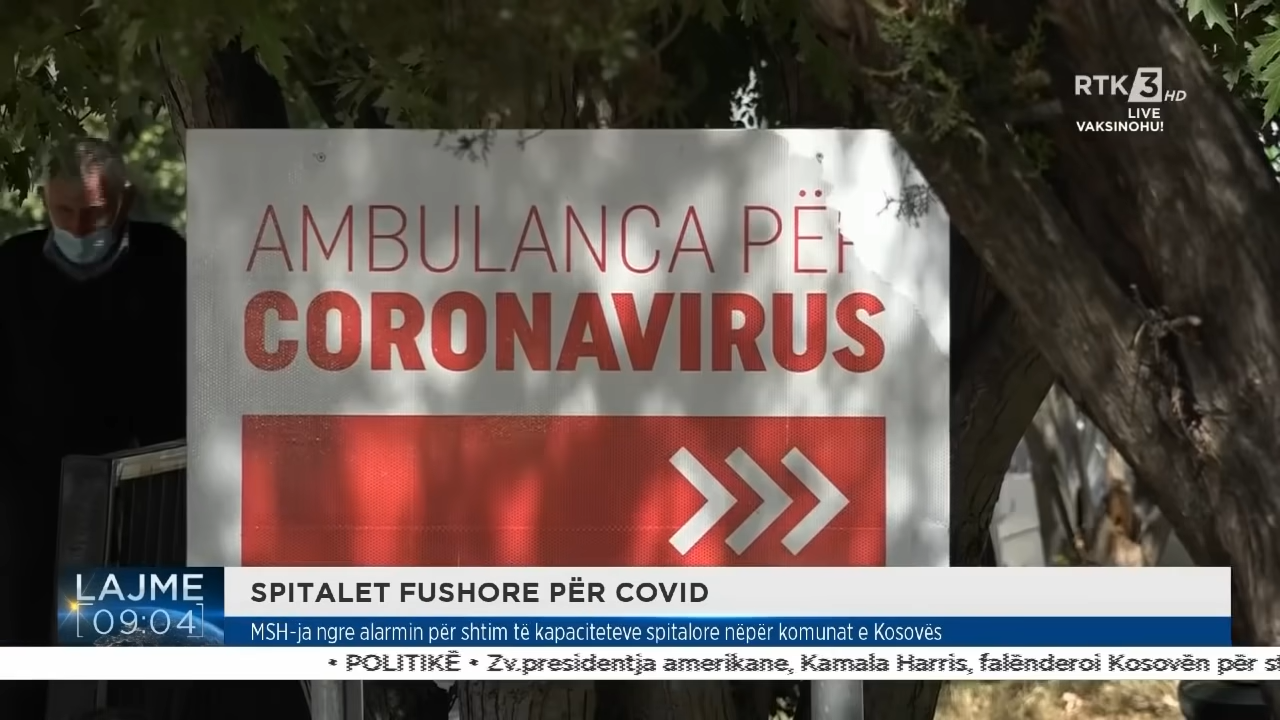 RTK 3 HD
LIVE
VAKSINOHU!
AMBULANCA PËR
CORONAVIRUS
LAJME
09:04
SPITALET FUSHORE PËR COVID
MSH-ja ngre alarmin për shtim të kapaciteteve spitalore nëpër komunat e Kosovës
• POLITIKË • Zv.presidentja amerikane, Kamala Harris, falënderoi Kosovën për